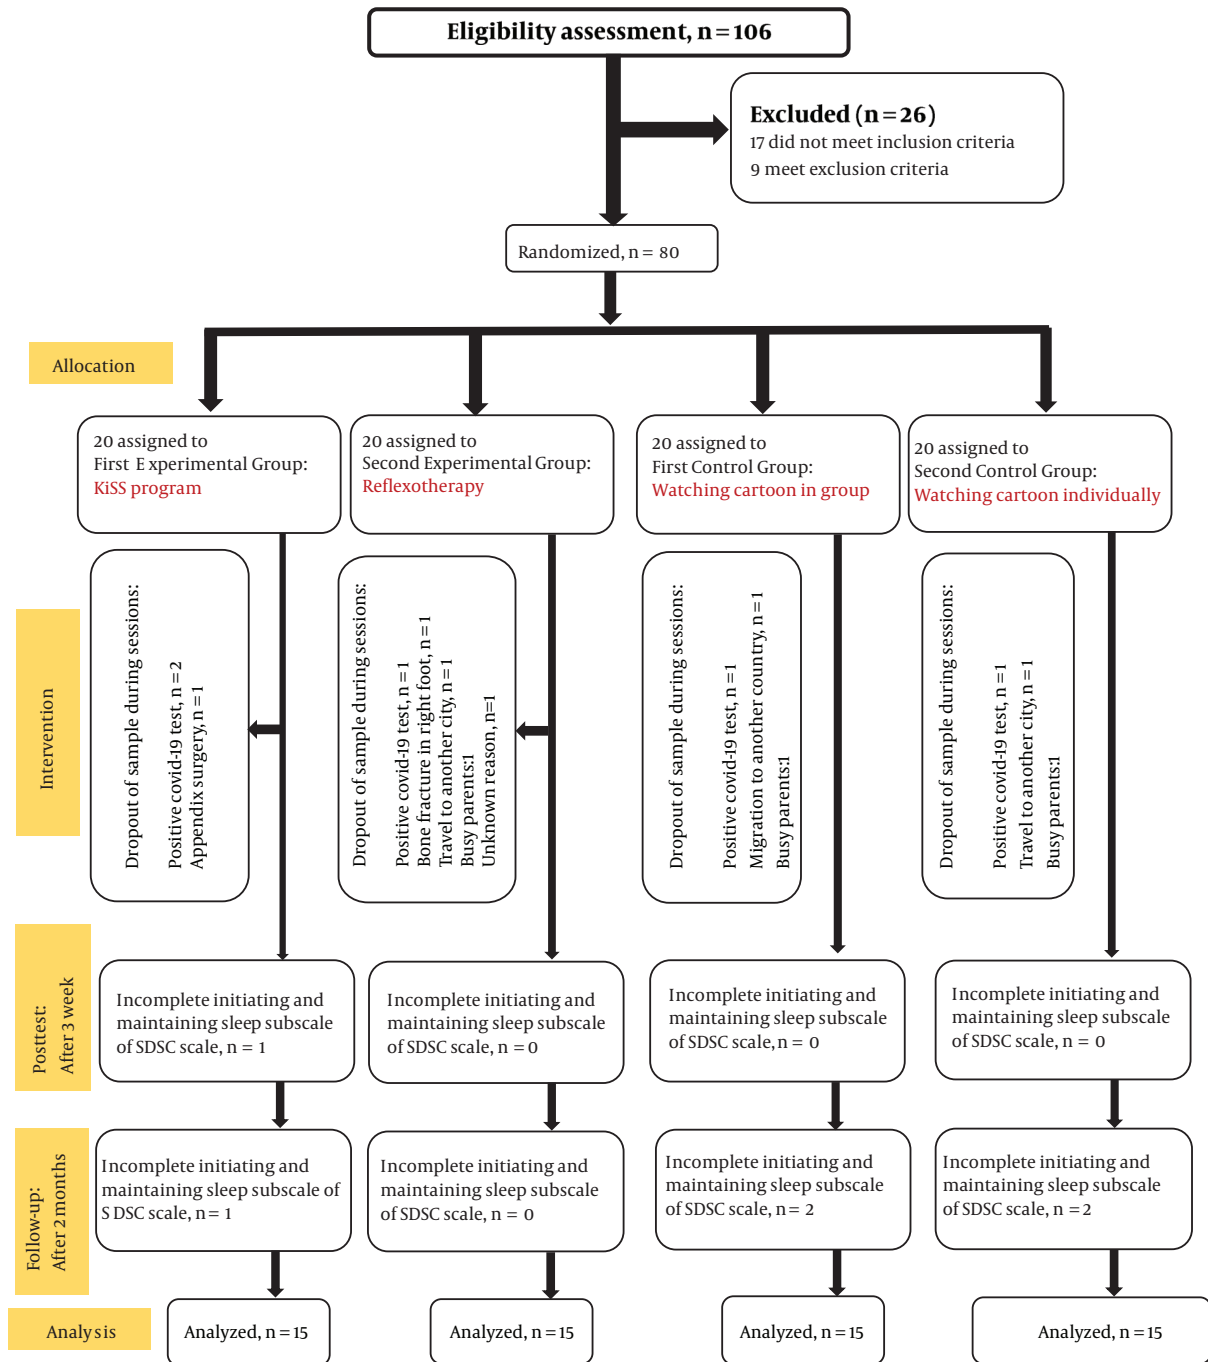 Eligibility assessment, n = 106
Excluded (n = 26)
17 did not meet inclusion criteria
9 meet exclusion criteria
Randomized, n = 80
Allocation
20 assigned to
First E xperimental Group:
KiSS program
20 assigned to
Second Experimental Group:
Reflexotherapy
20 assigned to
First Control Group:
Watching cartoon in group
20 assigned to
Second Control Group:
Watching cartoon individually
Intervention
Dropout of sample during sessions:
Positive covid-19 test, n = 2
Appendix surgery, n = 1
Dropout of sample during sessions:
Positive covid-19 test, n = 1
Bone fracture in right foot, n = 1
Travel to another city, n = 1
Busy parents:1
Unknown reason, n=1
Dropout of sample during sessions:
Positive covid-19 test, n = 1
Migration to another country, n = 1
Busy parents:1
Dropout of sample during sessions:
Positive covid-19 test, n = 1
Travel to another city, n = 1
Busy parents:1
Posttest:
After 3 week
Incomplete initiating and
maintaining sleep subscale
of SDSC scale, n = 1
Incomplete initiating and
maintaining sleep subscale
of SDSC scale, n = 0
Incomplete initiating and
maintaining sleep subscale
of SDSC scale, n = 0
Incomplete initiating and
maintaining sleep subscale
of SDSC scale, n = 0
Follow-up:
After 2 months
Incomplete initiating and
maintaining sleep subscale of
S DSC scale, n = 1
Incomplete initiating and
maintaining sleep subscale
of SDSC scale, n = 0
Incomplete initiating and
maintaining sleep subscale
of SDSC scale, n = 2
Incomplete initiating and
maintaining sleep subscale
of SDSC scale, n = 2
Analysis
Analyzed, n = 15
Analyzed, n = 15
Analyzed, n = 15
Analyzed, n = 15